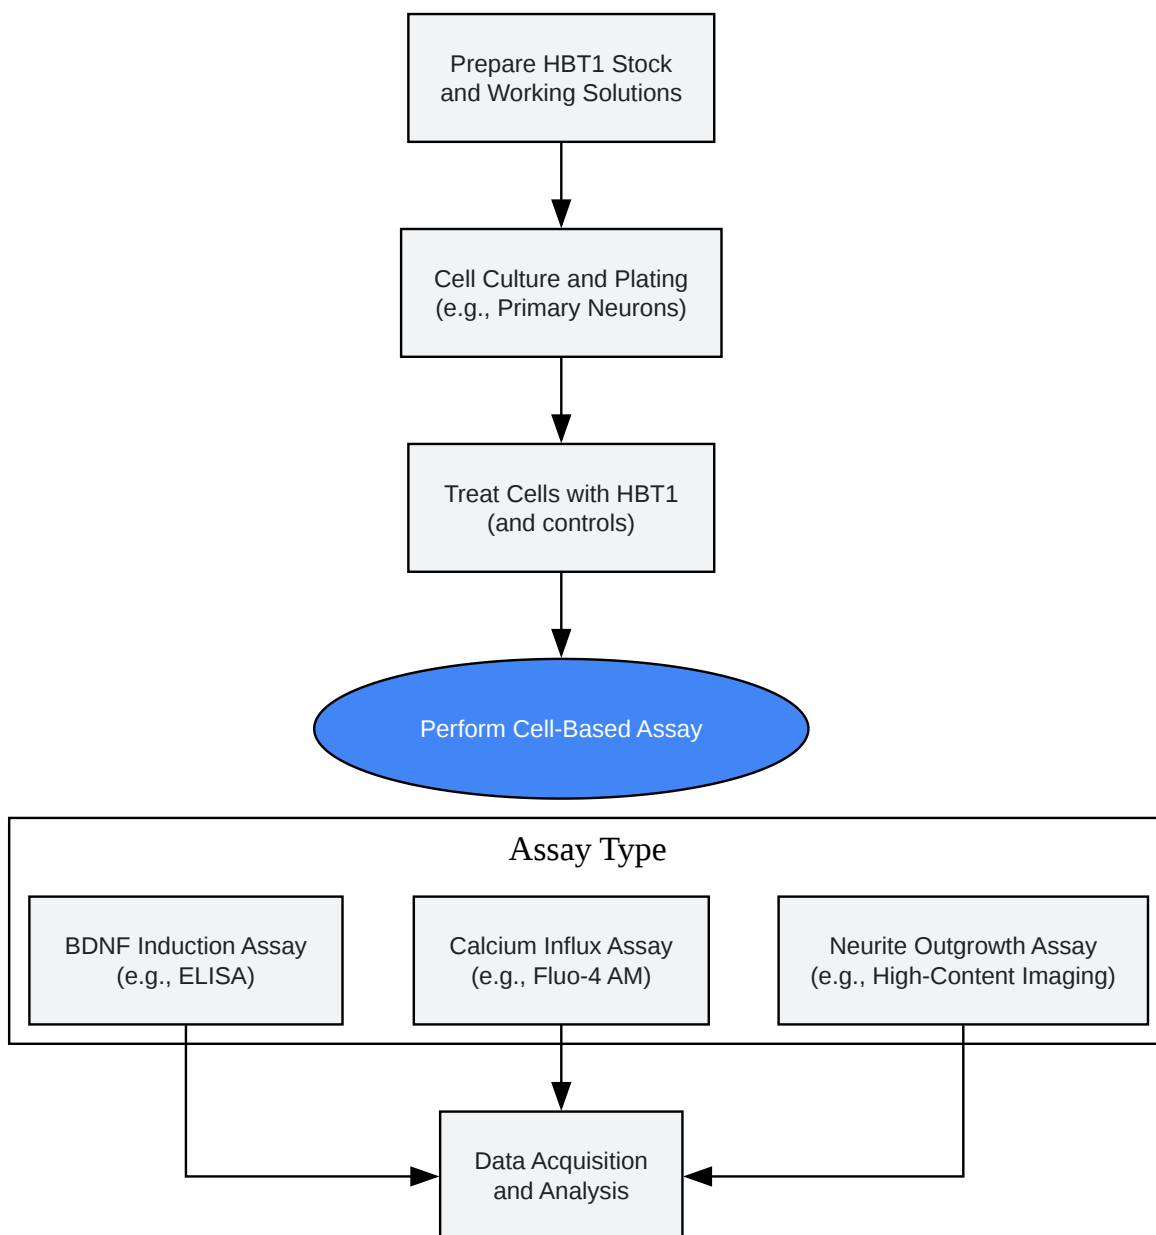 Prepare HBT1 Stock
and Working Solutions
Cell Culture and Plating
(e.g., Primary Neurons)
Treat Cells with HBT1
(and controls)
Perform Cell-Based Assay
Assay Type
BDNF Induction Assay
(e.g., ELISA)
Calcium Influx Assay
(e.g., Fluo-4 AM)
Neurite Outgrowth Assay
(e.g., High-Content Imaging)
Data Acquisition
and Analysis